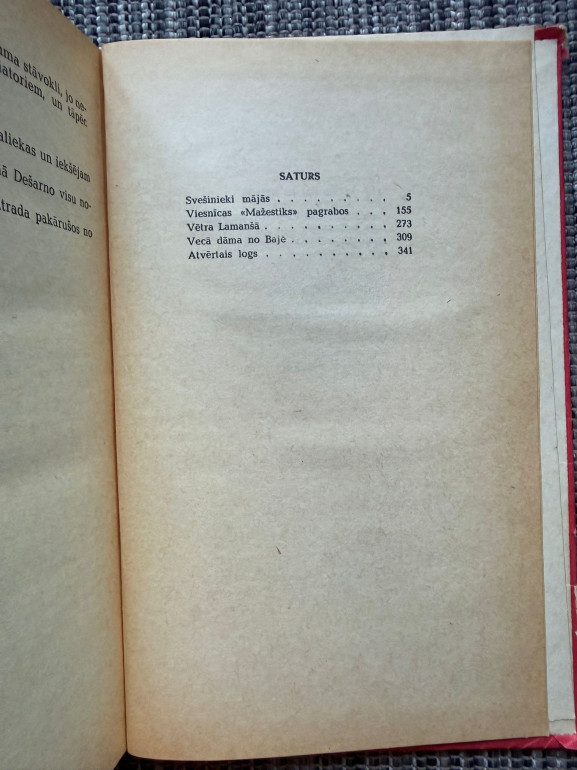 ma stāvokli, jo ne-
atoriem, un tāpēc
aliekas un iekšējam
ā Dešarno visu no-
trada pakārušos no
SATURS
Svešinieki mājās . . . . . . . . . 5
Viesnīcas «Mažestiks» pagrabos . . . 155
Vētra Lamanšā . . . . . . . . . . 273
Vecā dāma no Bajē . . . . . . . . 309
Atvērtais logs . . . . . . . . . . 341